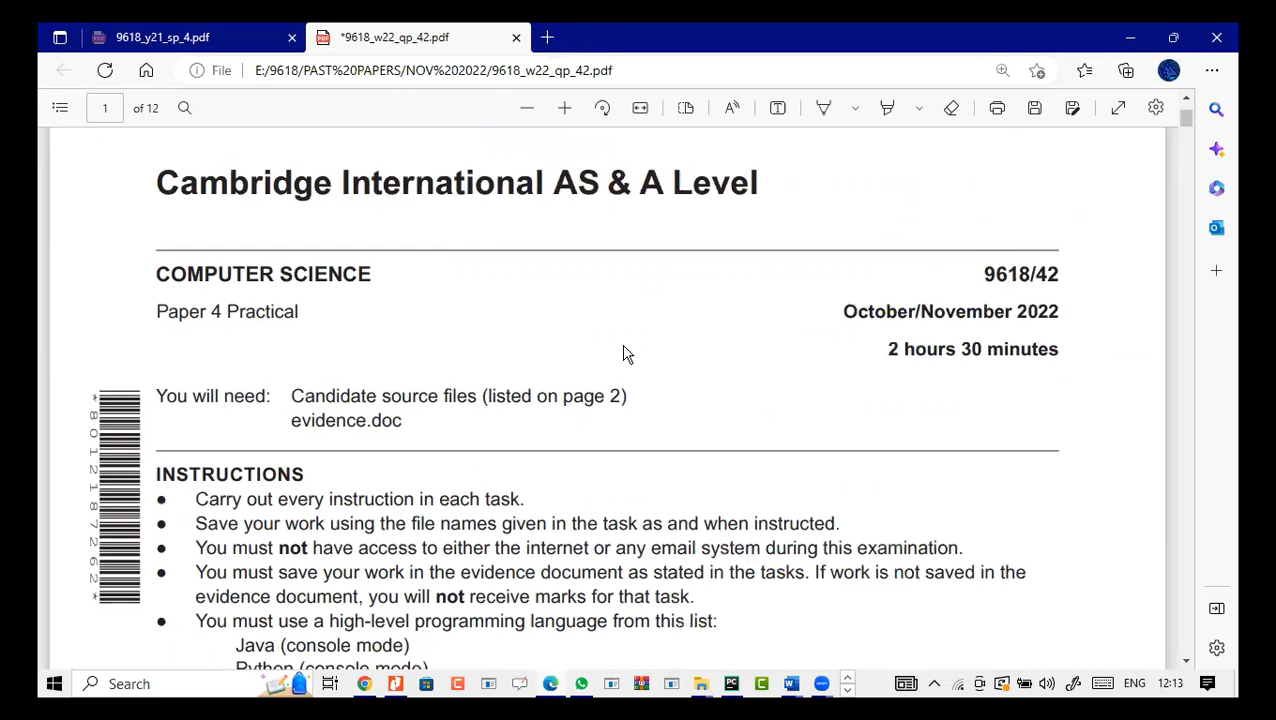 9618_y21_sp_4.pdf
*9618_w22_qp_42.pdf
File E:/9618/PAST%20PAPERS/NOV%202022/9618_w22_qp_42.pdf
1 of 12
Cambridge International AS & A Level
COMPUTER SCIENCE 9618/42
Paper 4 Practical October/November 2022
2 hours 30 minutes
You will need: Candidate source files (listed on page 2)
evidence.doc
*8012187262*
INSTRUCTIONS
● Carry out every instruction in each task.
● Save your work using the file names given in the task as and when instructed.
● You must not have access to either the internet or any email system during this examination.
● You must save your work in the evidence document as stated in the tasks. If work is not saved in the
evidence document, you will not receive marks for that task.
● You must use a high-level programming language from this list:
Java (console mode)
Python (console mode)
Search ENG 12:13